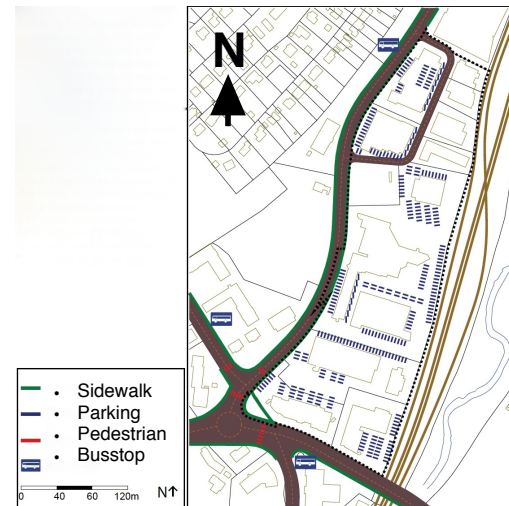 N
• Sidewalk
• Parking
• Pedestrian
• Busstop
0 40 60 120m N↑